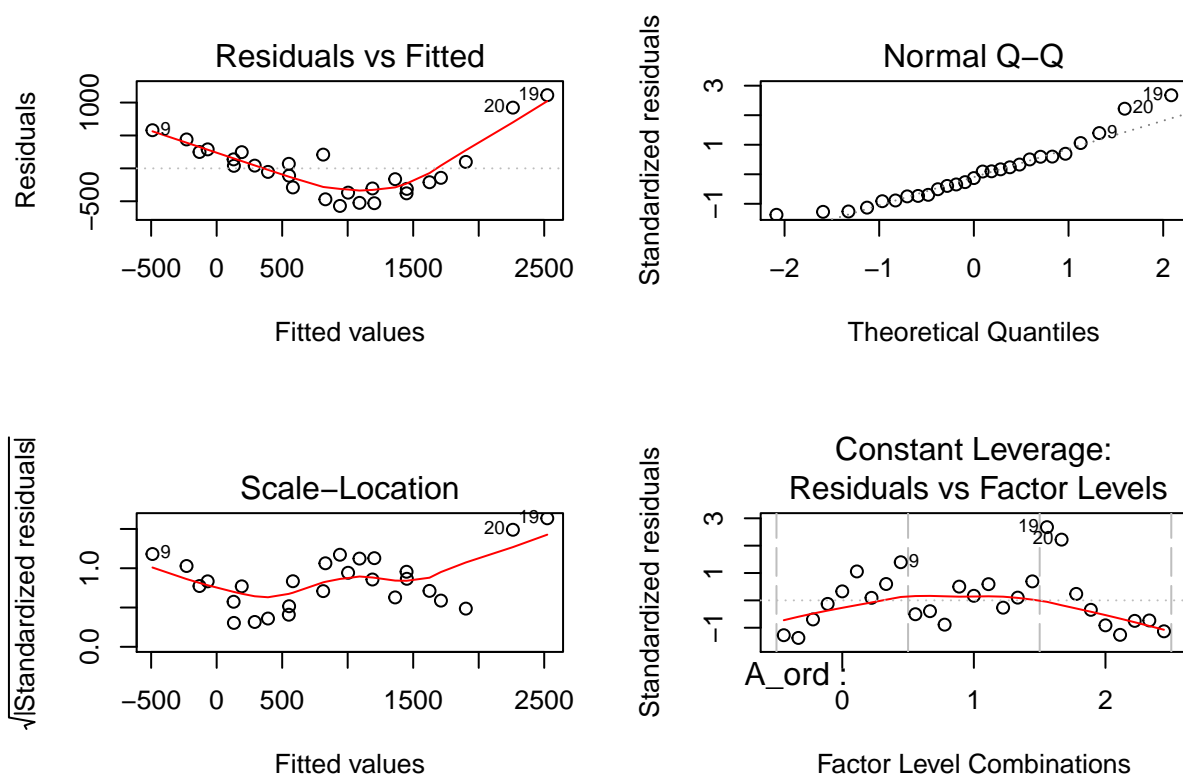 Residuals vs Fitted
Residuals
1000
-500
9
20
19
-500 0 500 1500 2500
Fitted values
Normal Q-Q
Standardized residuals
3
1
-1
19
20
9
-2 -1 0 1 2
Theoretical Quantiles
Scale-Location
√|Standardized residuals|
1.0
0.0
9
20
19
-500 0 500 1500 2500
Fitted values
Constant Leverage:
Residuals vs Factor Levels
Standardized residuals
3
1
-1
19
20
9
A_ord :
0 1 2
Factor Level Combinations